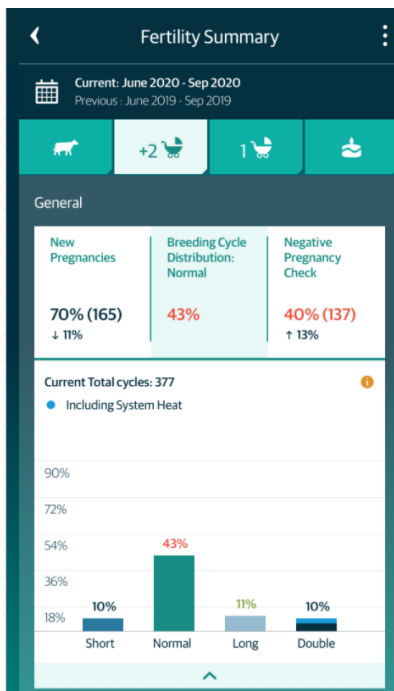 Fertility Summary
Current: June 2020 - Sep 2020
Previous : June 2019 - Sep 2019
+2
1
General
New
Pregnancies
70% (165)
↓ 11%
Breeding Cycle
Distribution:
Normal
43%
Negative
Pregnancy
Check
40% (137)
↑ 13%
Current Total cycles: 377
i
Including System Heat
90%
72%
54%
36%
18%
10%
43%
11%
10%
Short
Normal
Long
Double